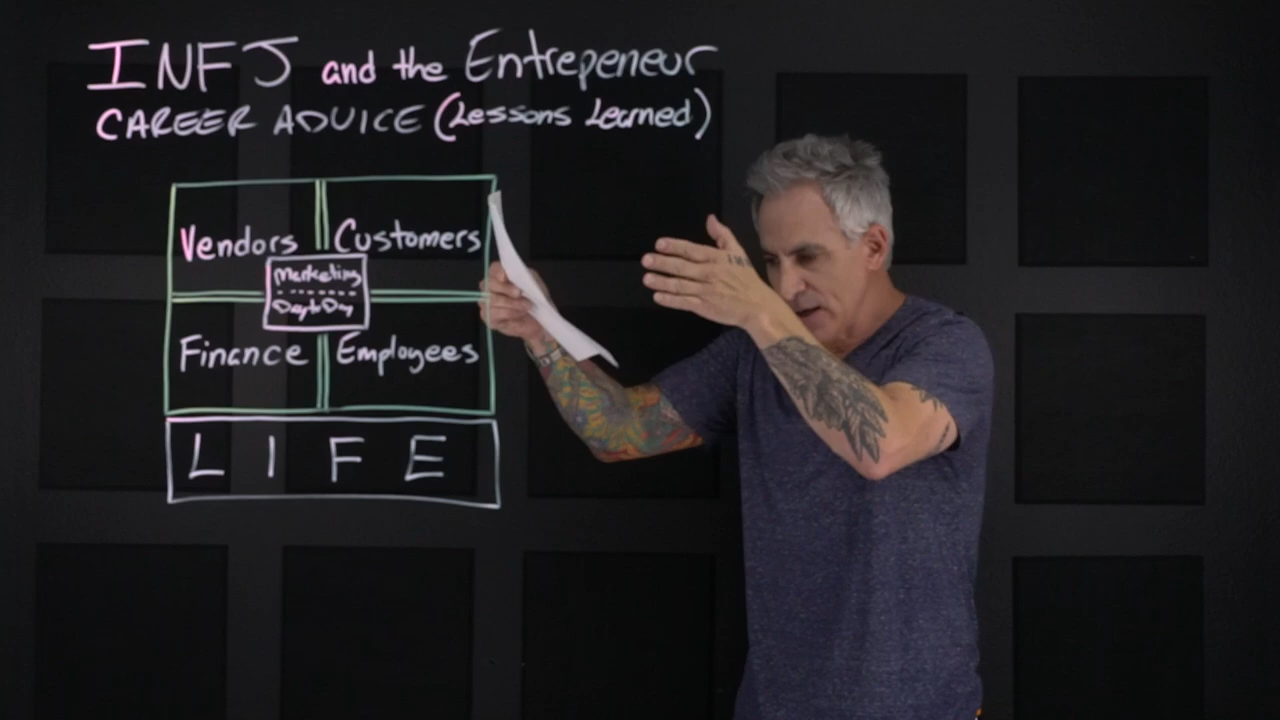 INFJ and the Entrepeneur
CAREER ADVICE (Lessons Learned)
Vendors
Customers
Marketing
Day to Day
Finance
Employees
LIFE